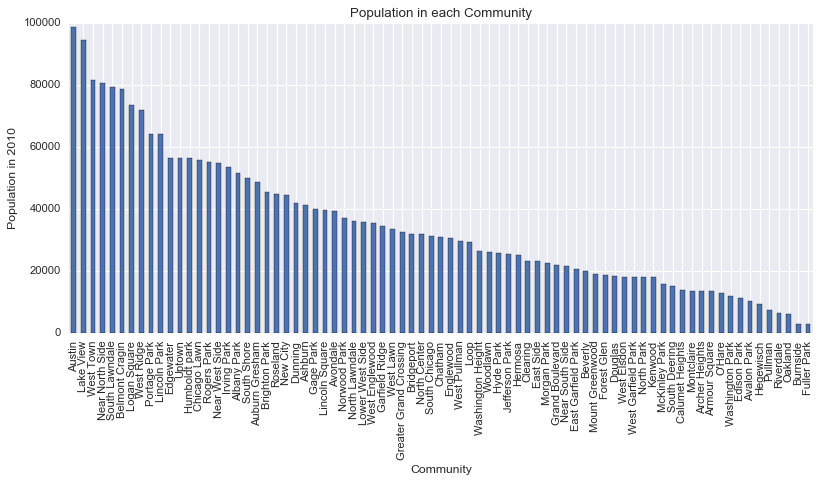 Population in each Community
Population in 2010
100000
80000
60000
40000
20000
0
Austin
Lake View
West Town
Near North Side
South Lawndale
Belmont Cragin
Logan Square
West Ridge
Portage Park
Lincoln Park
Edgewater
Uptown
Humboldt park
Chicago Lawn
Rogers Park
Near West Side
Irving Park
Albany Park
South Shore
Auburn Gresham
Brighton Park
Roseland
New City
Dunning
Ashburn
Gage Park
Lincoln Square
Avondale
Norwood Park
North Lawndale
Lower West Side
West Englewood
Garfield Ridge
West Lawn
Greater Grand Crossing
Bridgeport
North Center
South Chicago
Chatham
Englewood
West Pullman
Loop
Washington Height
Woodlawn
Hyde Park
Jefferson Park
Hermosa
Clearing
East Side
Morgan Park
Grand Boulevard
Near South Side
East Garfield Park
Beverly
Mount Greenwood
Forest Glen
Douglas
West Elsdon
West Garfield Park
North Park
Kenwood
McKinley Park
South Deering
Calumet Heights
Montclaire
Archer Heights
Armour Square
O'Hare
Washington Park
Edison Park
Avalon Park
Hegewisch
Pullman
Riverdale
Oakland
Burnside
Fuller Park
Community